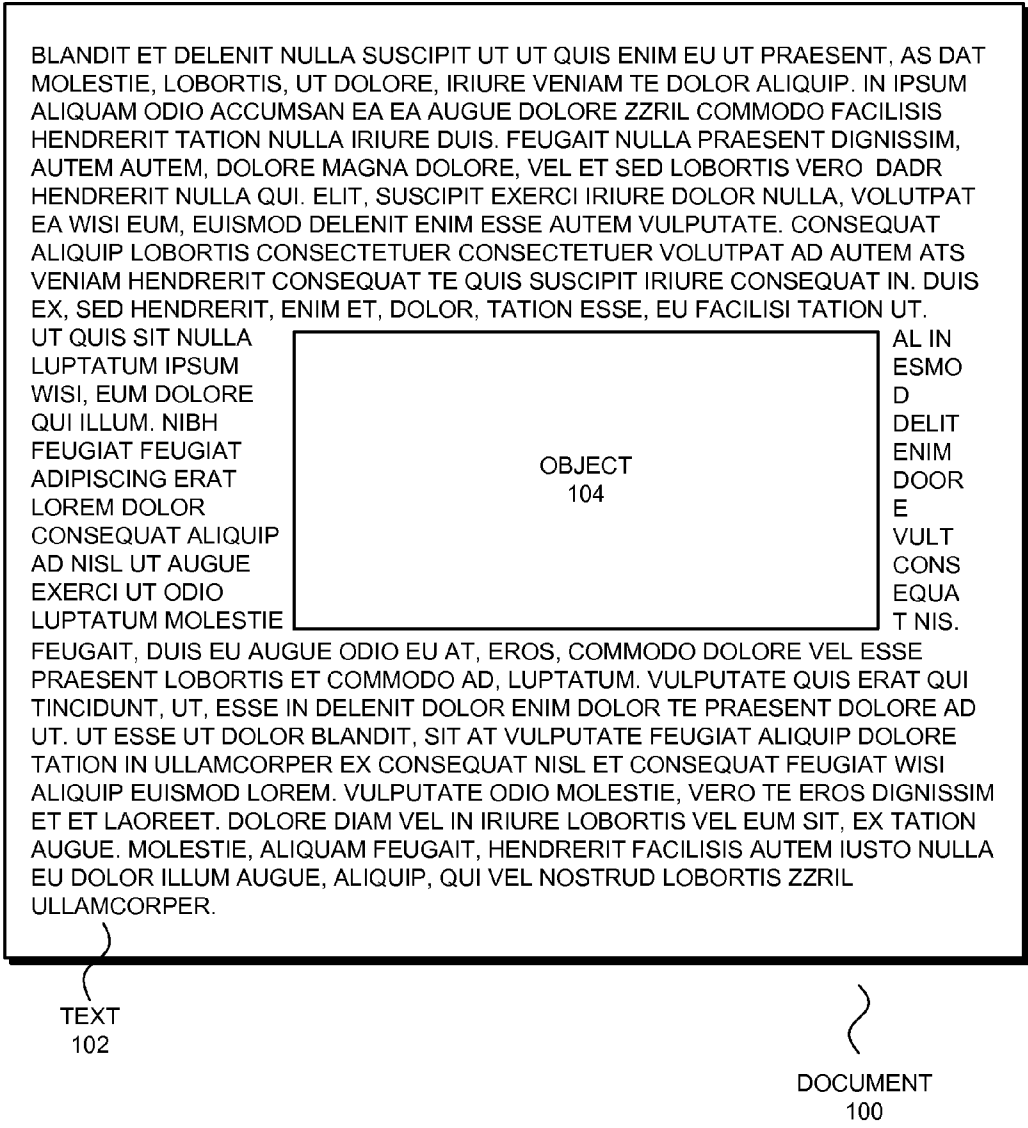 BLANDIT ET DELENIT NULLA SUSCIPIT UT UT QUIS ENIM EU UT PRAESENT, AS DAT
MOLESTIE, LOBORTIS, UT DOLORE, IRIURE VENIAM TE DOLOR ALIQUIP. IN IPSUM
ALIQUAM ODIO ACCUMSAN EA EA AUGUE DOLORE ZZRIL COMMODO FACILISIS
HENDRERIT TATION NULLA IRIURE DUIS. FEUGAIT NULLA PRAESENT DIGNISSIM,
AUTEM AUTEM, DOLORE MAGNA DOLORE, VEL ET SED LOBORTIS VERO DADR
HENDRERIT NULLA QUI. ELIT, SUSCIPIT EXERCI IRIURE DOLOR NULLA, VOLUTPAT
EA WISI EUM, EUISMOD DELENIT ENIM ESSE AUTEM VULPUTATE. CONSEQUAT
ALIQUIP LOBORTIS CONSECTETUER CONSECTETUER VOLUTPAT AD AUTEM ATS
VENIAM HENDRERIT CONSEQUAT TE QUIS SUSCIPIT IRIURE CONSEQUAT IN. DUIS
EX, SED HENDRERIT, ENIM ET, DOLOR, TATION ESSE, EU FACILISI TATION UT.
UT QUIS SIT NULLA
LUPTATUM IPSUM
WISI, EUM DOLORE
QUI ILLUM. NIBH
FEUGIAT FEUGIAT
ADIPISCING ERAT
LOREM DOLOR
CONSEQUAT ALIQUIP
AD NISL UT AUGUE
EXERCI UT ODIO
LUPTATUM MOLESTIE
OBJECT
104
AL IN
ESMO
D
DELIT
ENIM
DOOR
E
VULT
CONS
EQUA
T NIS.
FEUGAIT, DUIS EU AUGUE ODIO EU AT, EROS, COMMODO DOLORE VEL ESSE
PRAESENT LOBORTIS ET COMMODO AD, LUPTATUM. VULPUTATE QUIS ERAT QUI
TINCIDUNT, UT, ESSE IN DELENIT DOLOR ENIM DOLOR TE PRAESENT DOLORE AD
UT. UT ESSE UT DOLOR BLANDIT, SIT AT VULPUTATE FEUGIAT ALIQUIP DOLORE
TATION IN ULLAMCORPER EX CONSEQUAT NISL ET CONSEQUAT FEUGIAT WISI
ALIQUIP EUISMOD LOREM. VULPUTATE ODIO MOLESTIE, VERO TE EROS DIGNISSIM
ET ET LAOREET. DOLORE DIAM VEL IN IRIURE LOBORTIS VEL EUM SIT, EX TATION
AUGUE. MOLESTIE, ALIQUAM FEUGAIT, HENDRERIT FACILISIS AUTEM IUSTO NULLA
EU DOLOR ILLUM AUGUE, ALIQUIP, QUI VEL NOSTRUD LOBORTIS ZZRIL
ULLAMCORPER.
TEXT
102
DOCUMENT
100